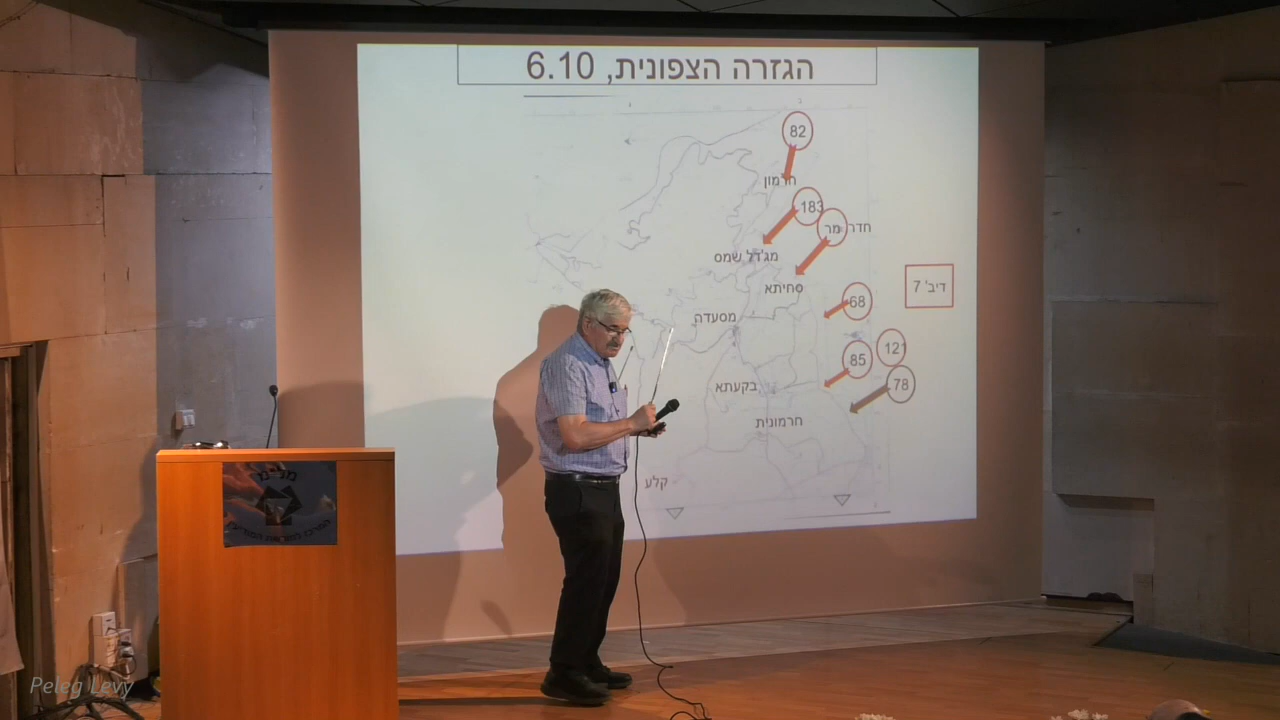 הגזרה הצפונית, 6.10
82
חרמון
183
מר
חדר
מג'דל שמס
סחיתא
דיב' 7
68
מסעדה
121
85
78
בקעתא
חרמונית
קלע
מל"מ
Peleg Levy